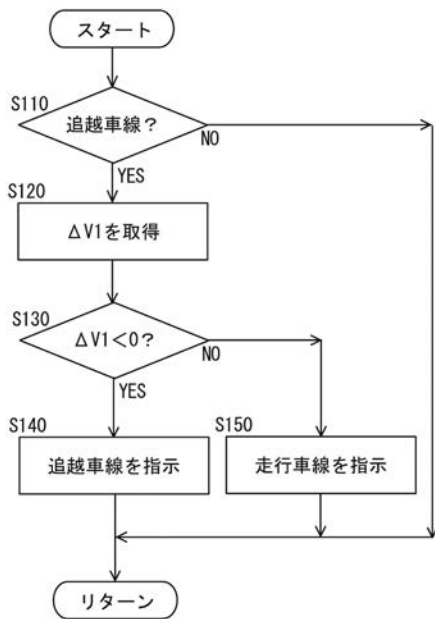 スタート
S110
追越車線？
NO
YES
S120
ΔV1を取得
S130
ΔV1<0？
NO
YES
S140
追越車線を指示
S150
走行車線を指示
リターン